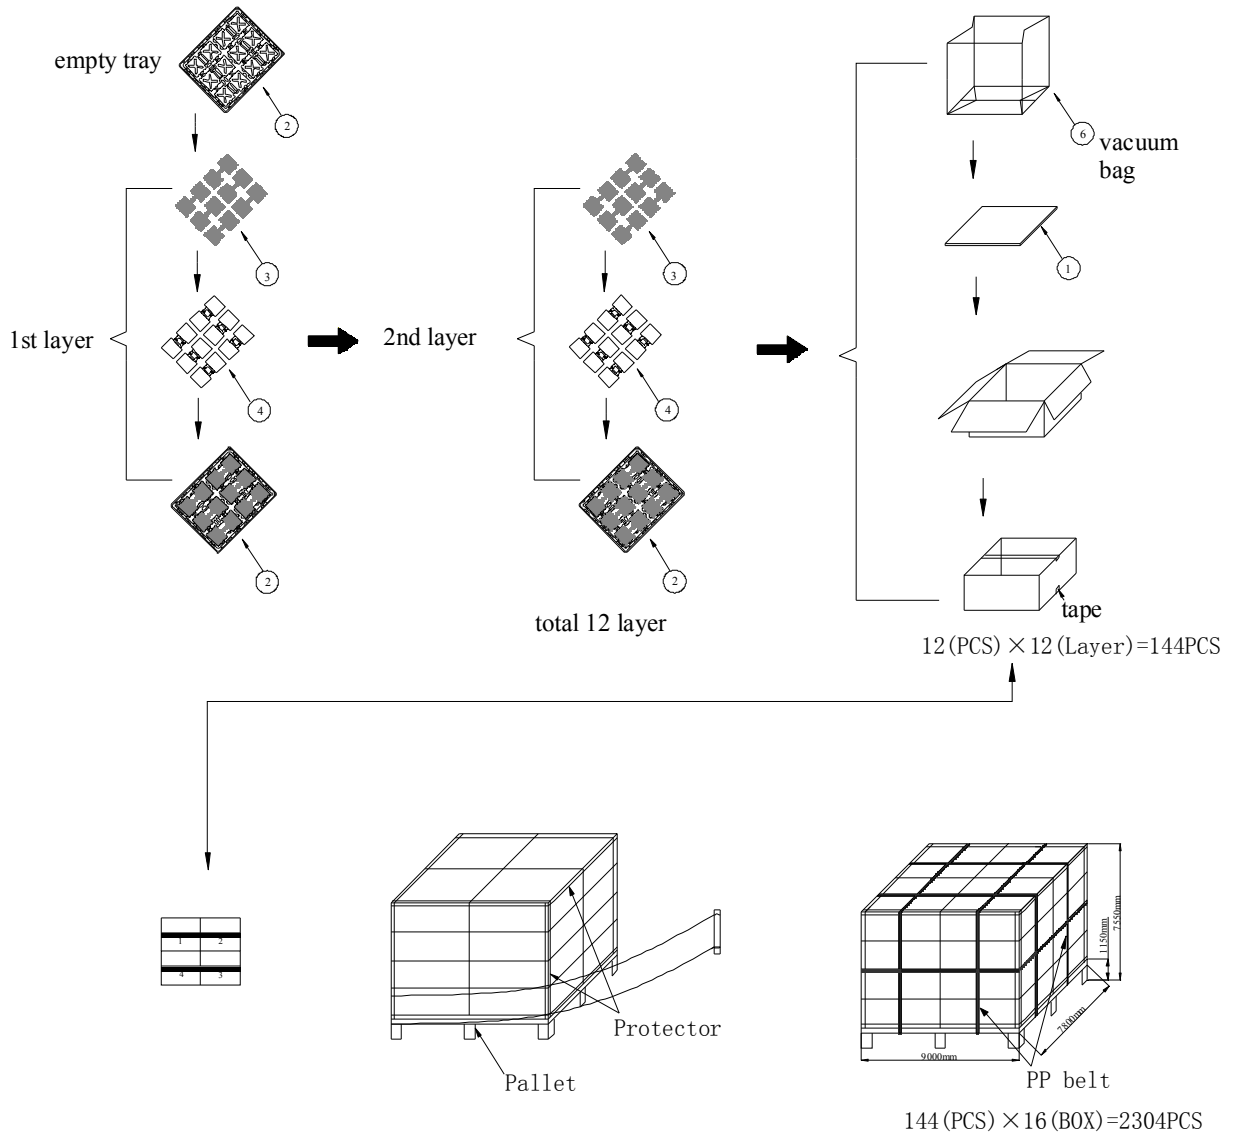 empty tray
2
3
1st layer
4
2
3
2nd layer
4
2
total 12 layer
6
vacuum
bag
1
tape
12(PCS)×12(Layer)=144PCS
1 2
4 3
Protector
Pallet
1150mm
7550mm
7800mm
9000mm
PP belt
144(PCS)×16(BOX)=2304PCS